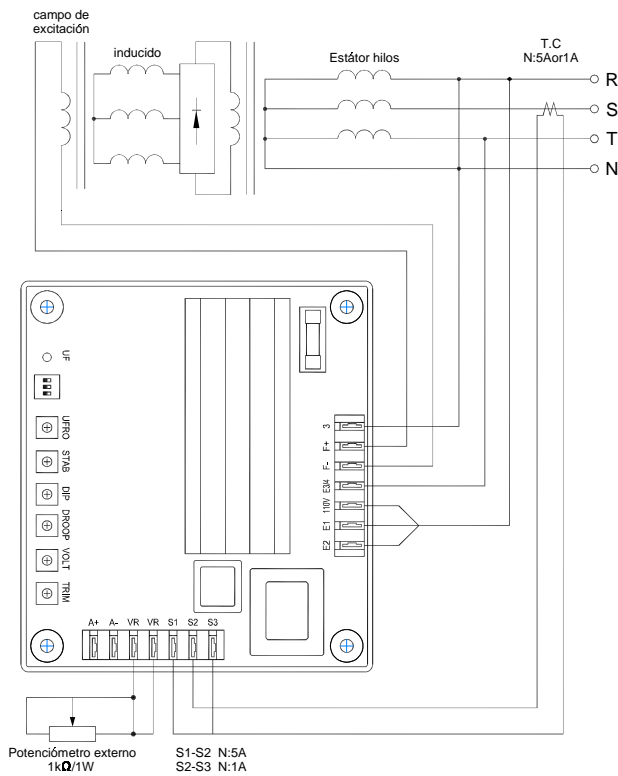 campo de
excitación
inducido
Estátor hilos
T.C
N:5Aor1A
R
S
T
N
UF
UFRO
STAB
DIP
DROOP
VOLT
TRIM
3
F+
F-
E3/4
110V
E1
E2
A+ A- VR VR S1 S2 S3
Potenciómetro externo
1kΩ/1W
S1-S2 N:5A
S2-S3 N:1A